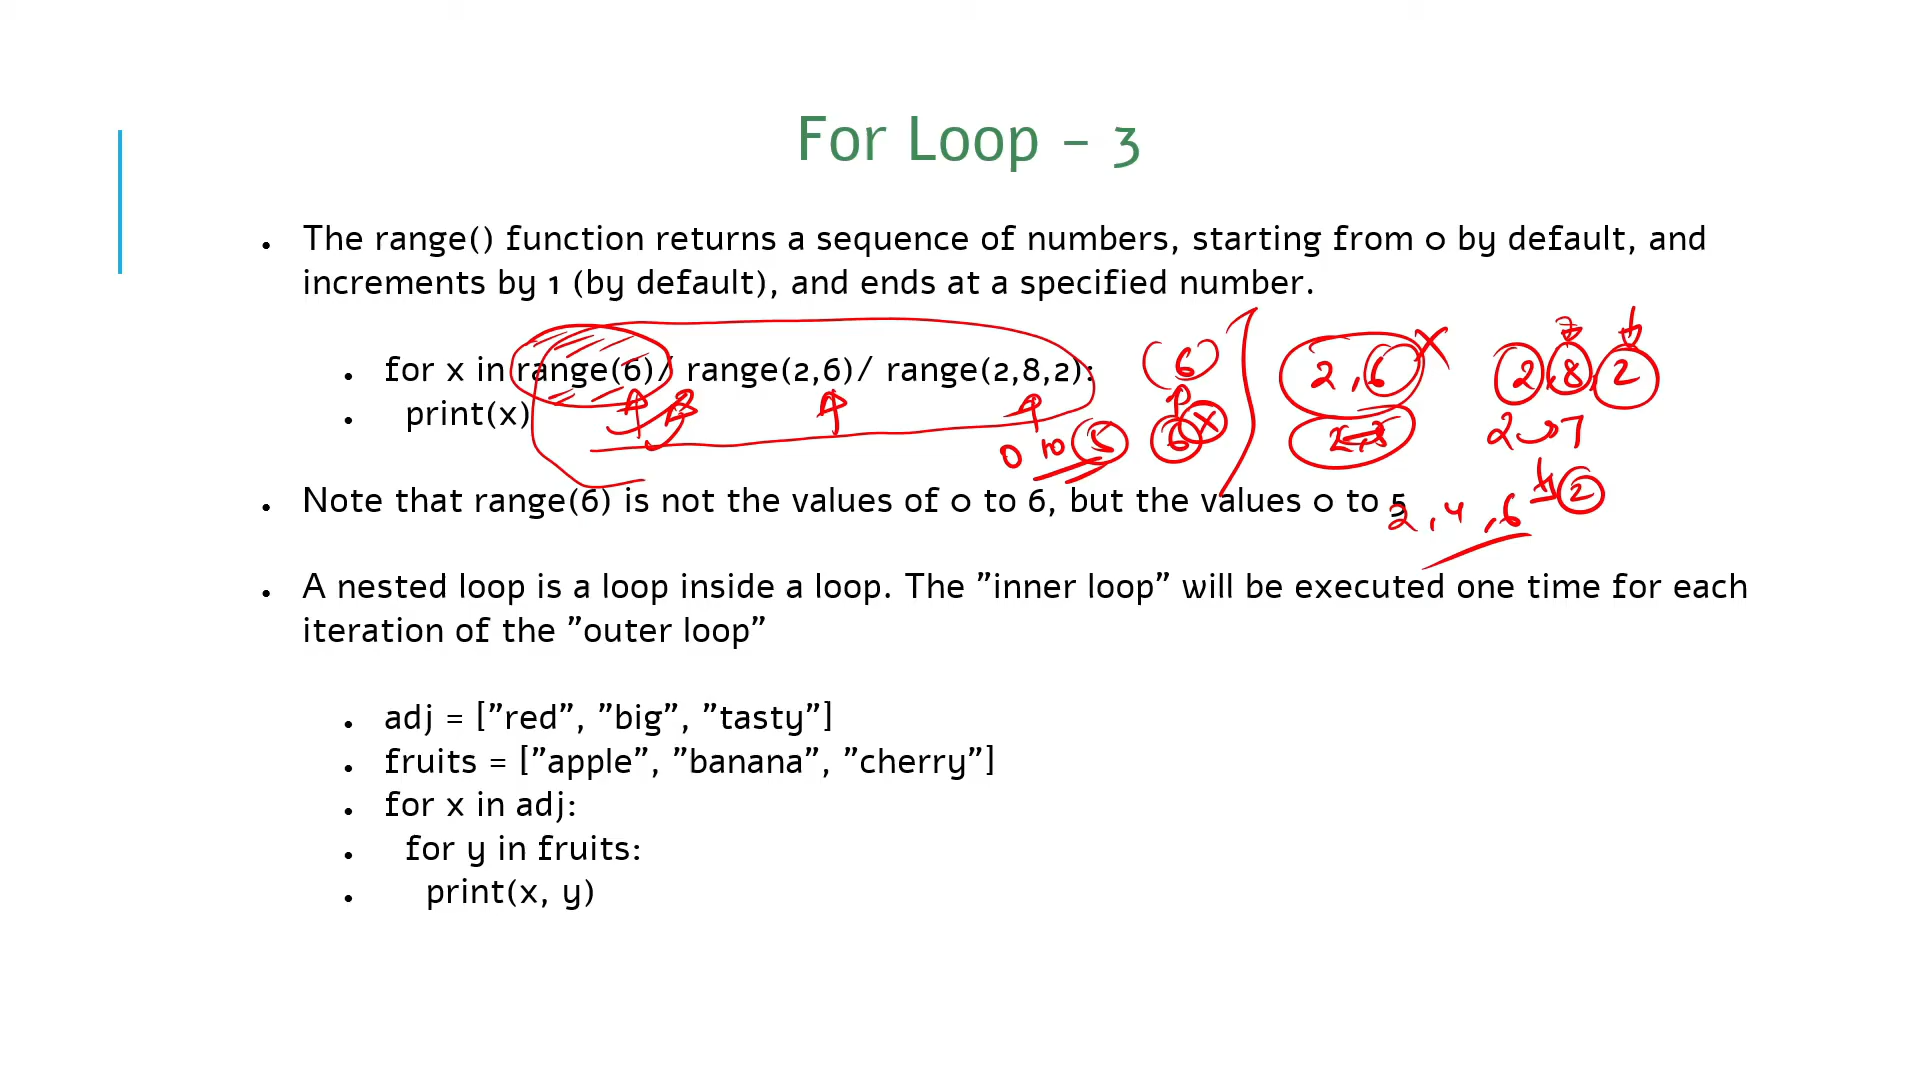 For Loop – 3
• The range() function returns a sequence of numbers, starting from 0 by default, and
increments by 1 (by default), and ends at a specified number.
• for x in range(6)/ range(2,6)/ range(2,8,2):
• print(x)
(6)
6 x
0 to 5
2,6 x
2,8,2
7
2→7
2,4,6
2
• Note that range(6) is not the values of 0 to 6, but the values 0 to 5
• A nested loop is a loop inside a loop. The ”inner loop” will be executed one time for each
iteration of the ”outer loop”
• adj = [”red”, ”big”, ”tasty”]
• fruits = [”apple”, ”banana”, ”cherry”]
• for x in adj:
• for y in fruits:
• print(x, y)